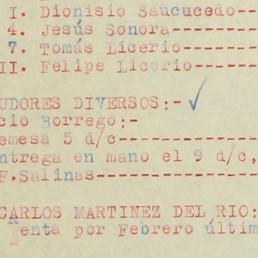 I. Dionisio Saucucedo--
4. Jesús Sonora--------
7. Tomás Licerio-------
II. Felipe Licerio-----
UDORES DIVERSOS:- ✓
cio Borrego:-
emesa 5 d/c------------
ntrega en mano el 9 d/c,
F.Salinas--------------
CARLOS MARTINEZ DEL RIO:
Renta por Febrero últim